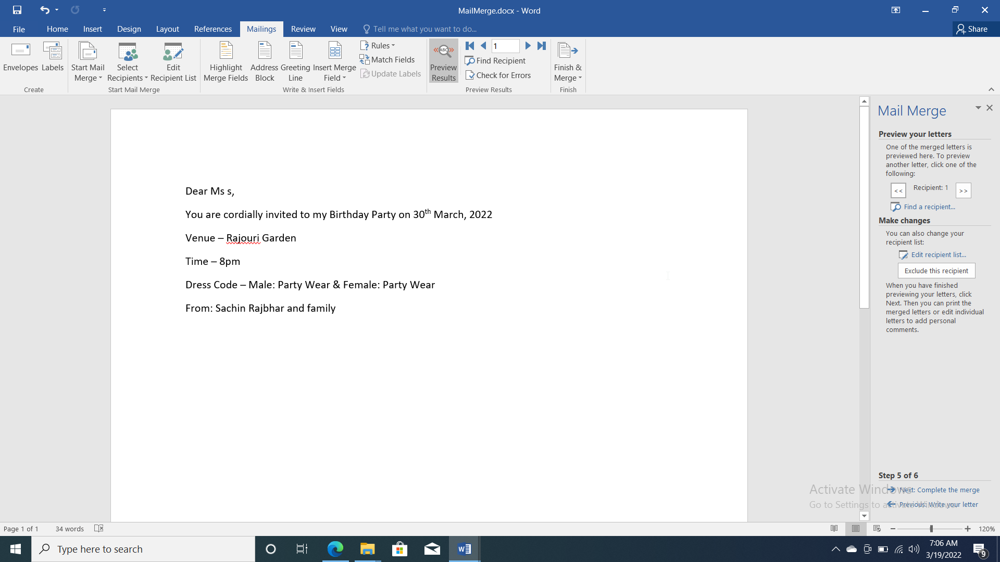 MailMerge.docx - Word
File Home Insert Design Layout References Mailings Review View Tell me what you want to do... Share
Envelopes Labels
Create
Start Mail Merge Select Recipients Edit Recipient List
Start Mail Merge
Highlight Merge Fields Address Block Greeting Line Insert Merge Field
Rules
Match Fields
Update Labels
Write & Insert Fields
ABC
Preview Results
1
Find Recipient
Check for Errors
Preview Results
Finish & Merge
Finish
Dear Ms s,
You are cordially invited to my Birthday Party on 30th March, 2022
Venue – Rajouri Garden
Time – 8pm
Dress Code – Male: Party Wear & Female: Party Wear
From: Sachin Rajbhar and family
Mail Merge
Preview your letters
One of the merged letters is
previewed here. To preview
another letter, click one of the
following:
<< Recipient: 1 >>
Find a recipient...
Make changes
You can also change your
recipient list:
Edit recipient list...
Exclude this recipient
When you have finished
previewing your letters, click
Next. Then you can print the
merged letters or edit individual
letters to add personal
comments.
Step 5 of 6
Next: Complete the merge
Previous: Write your letter
Activate Windows
Go to Settings to activate Windows.
Page 1 of 1 34 words 120%
Type here to search
7:06 AM
3/19/2022
9